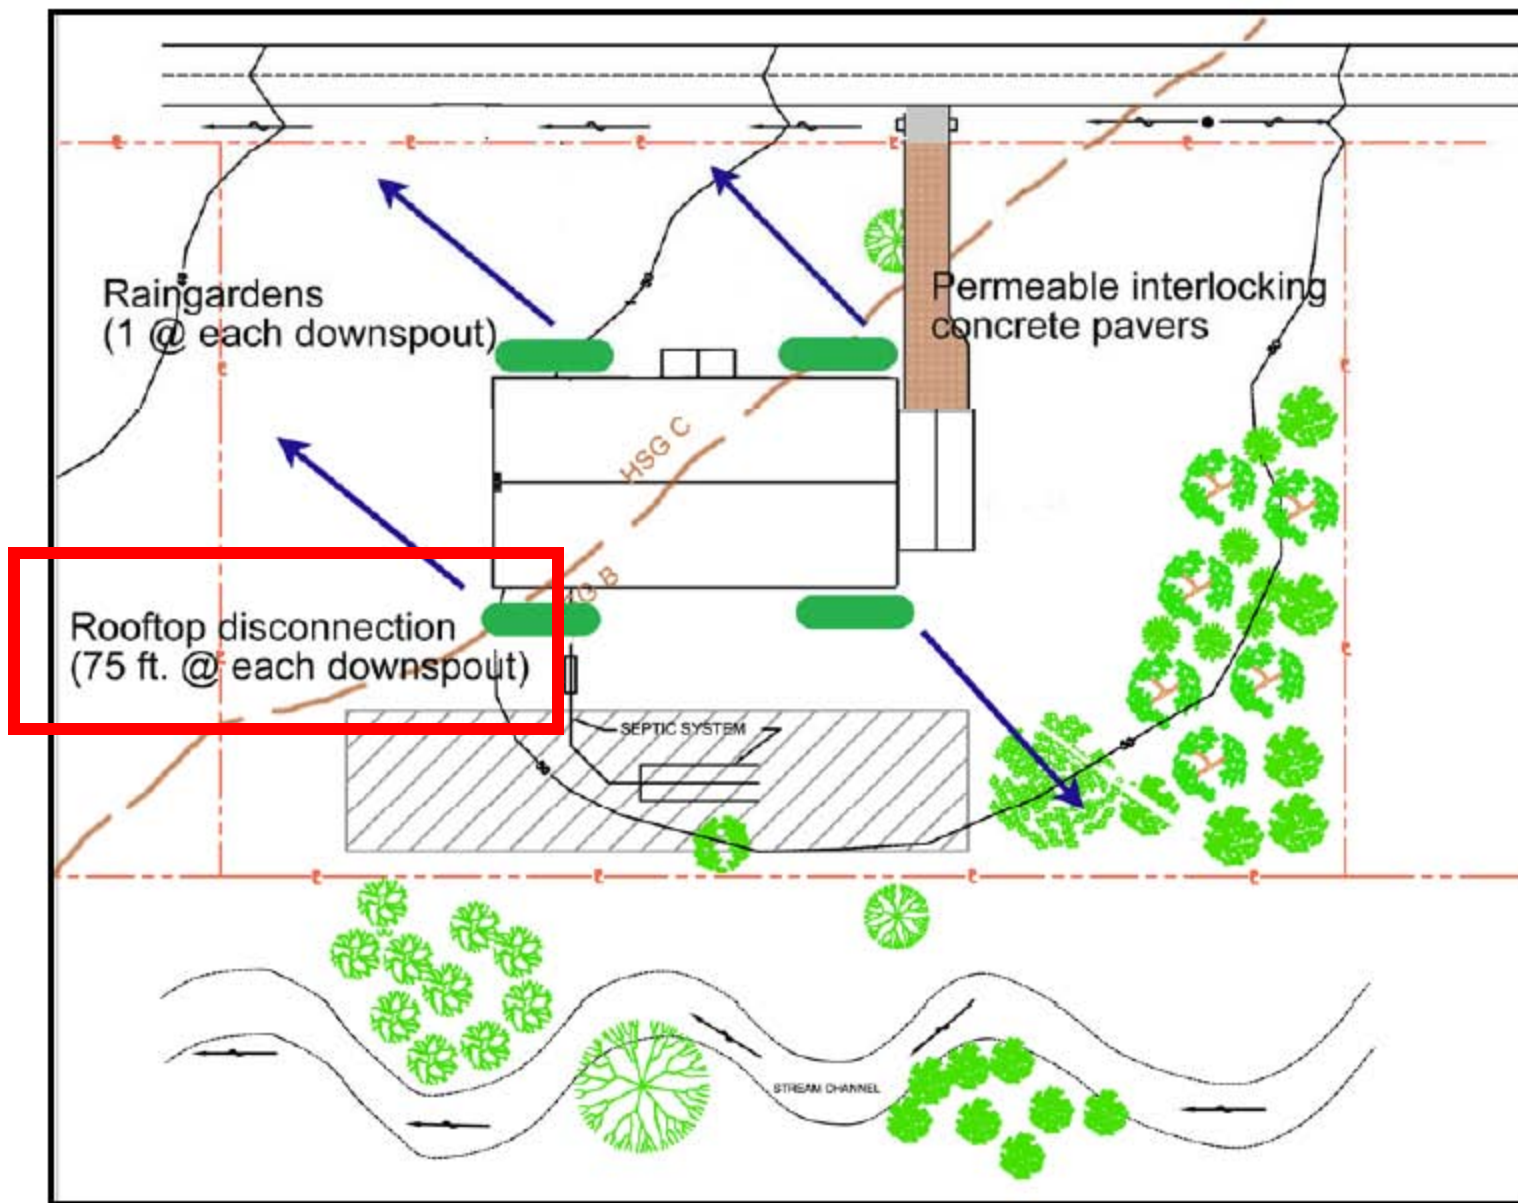 Raingardens
(1 @ each downspout)
Permeable interlocking
concrete pavers
HSG C
G B
Rooftop disconnection
(75 ft. @ each downspout)
SEPTIC SYSTEM
STREAM CHANNEL